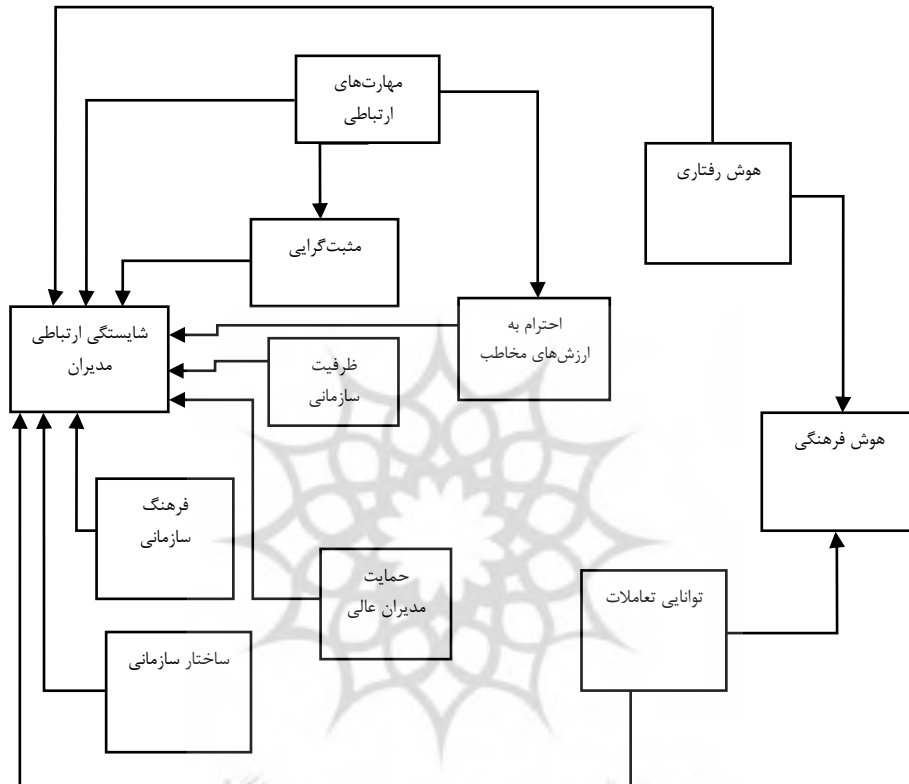 مهارت‌های
ارتباطی
هوش رفتاری
مثبت‌گرایی
احترام به
ارزش‌های مخاطب
شایستگی ارتباطی
مدیران
ظرفیت
سازمانی
هوش فرهنگی
فرهنگ
سازمانی
حمایت
مدیران عالی
توانایی تعاملات
ساختار سازمانی